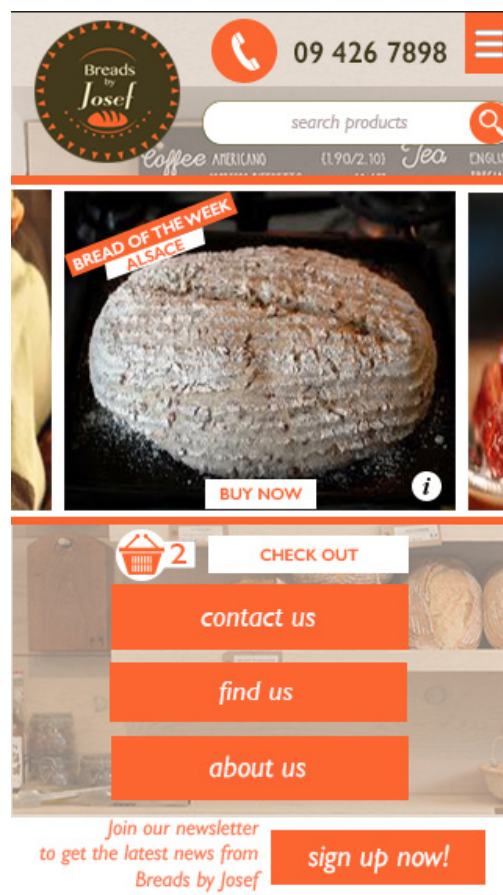 Breads
by
Josef
09 426 7898
search products
Coffee AMERICANO (1.90/2.10) Tea ENGLIS
BREAD OF THE WEEK
ALSACE
BUY NOW
i
2
CHECK OUT
contact us
find us
about us
Join our newsletter
to get the latest news from
Breads by Josef
sign up now!